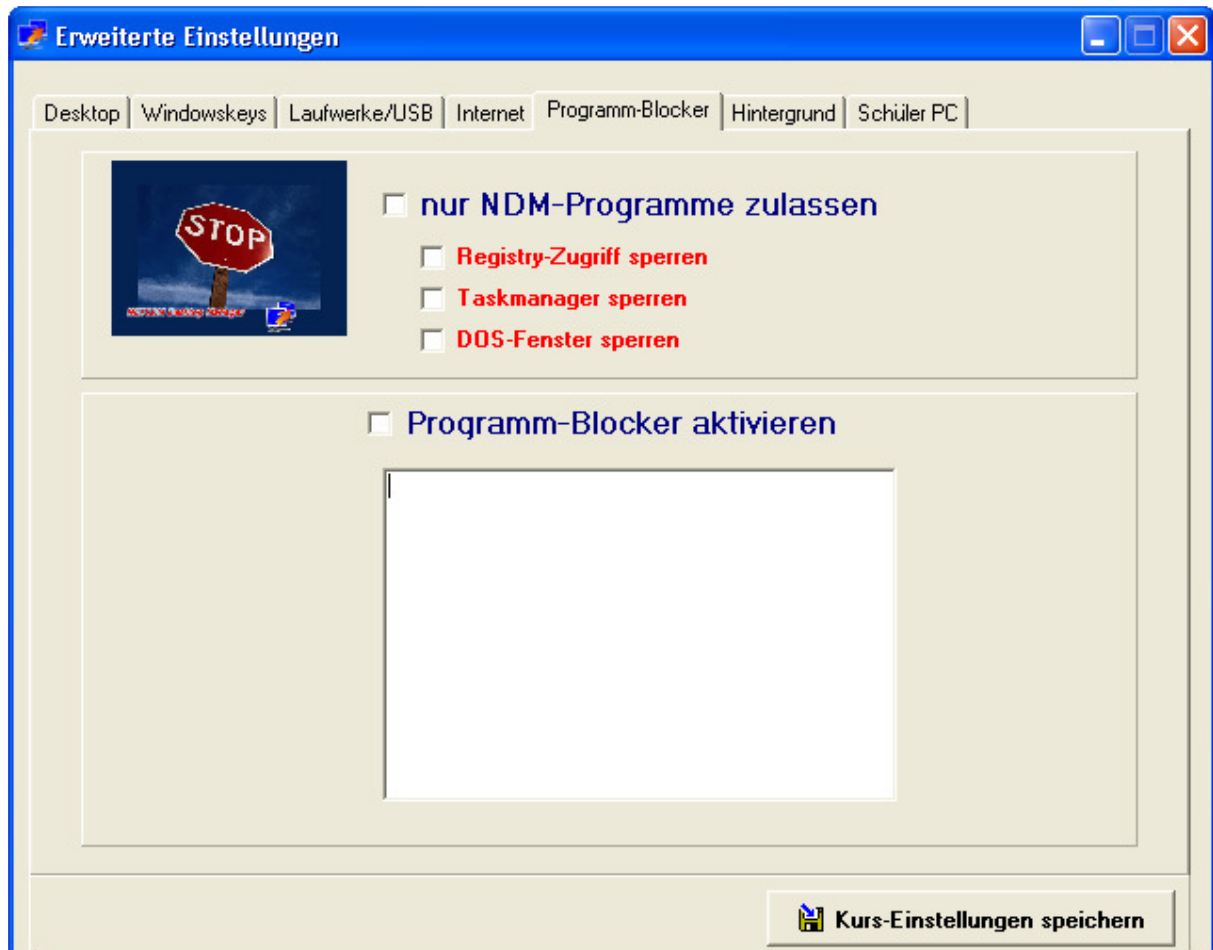 Erweiterte Einstellungen
Desktop Windowskeys Laufwerke/USB Internet Programm-Blocker Hintergrund Schüler PC
STOP
nur NDM-Programme zulassen
Registry-Zugriff sperren
Taskmanager sperren
DOS-Fenster sperren
Programm-Blocker aktivieren
Kurs-Einstellungen speichern